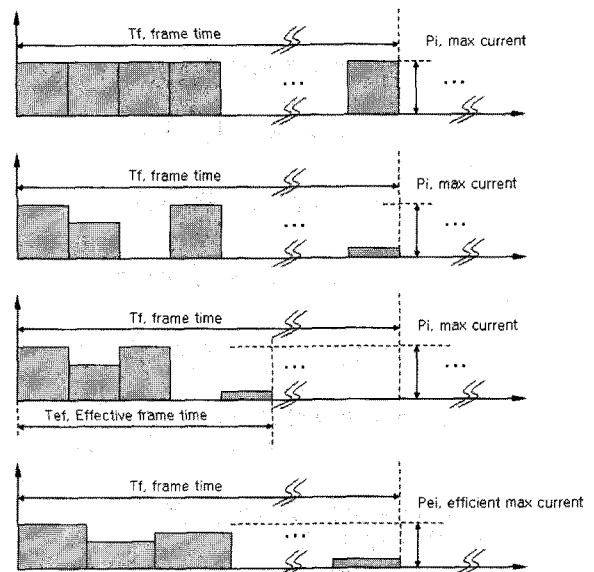 Tf, frame time
Pi, max current
... ...
Tf, frame time
Pi, max current
... ...
Tf, frame time
Pi, max current
... ...
Tef, Effective frame time
Tf, frame time
Pei, efficient max current
... ...